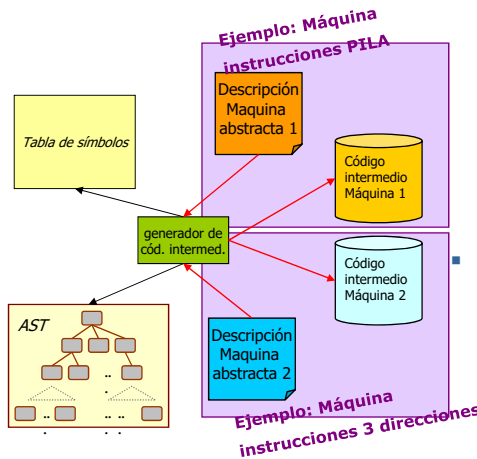 Ejemplo: Máquina
instrucciones PILA
Descripción
Maquina
abstracta 1
Tabla de símbolos
Código
intermedio
Máquina 1
generador de
cód. intermed.
Código
intermedio
Máquina 2
AST
Descripción
Maquina
abstracta 2
Ejemplo: Máquina
instrucciones 3 direcciones